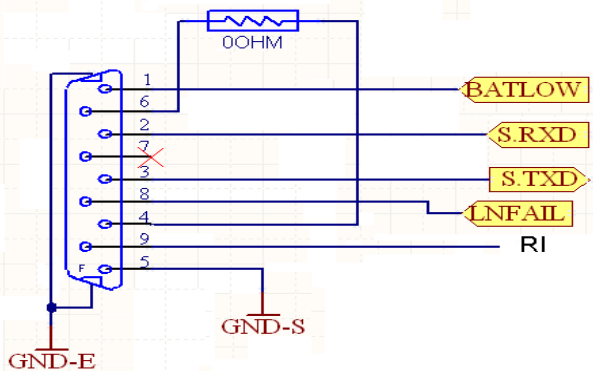 0OHM
1
BATLOW
6
2
S.RXD
7
3
S.TXD
8
LNFAIL
4
9
RI
F
5
GND-S
GND-E